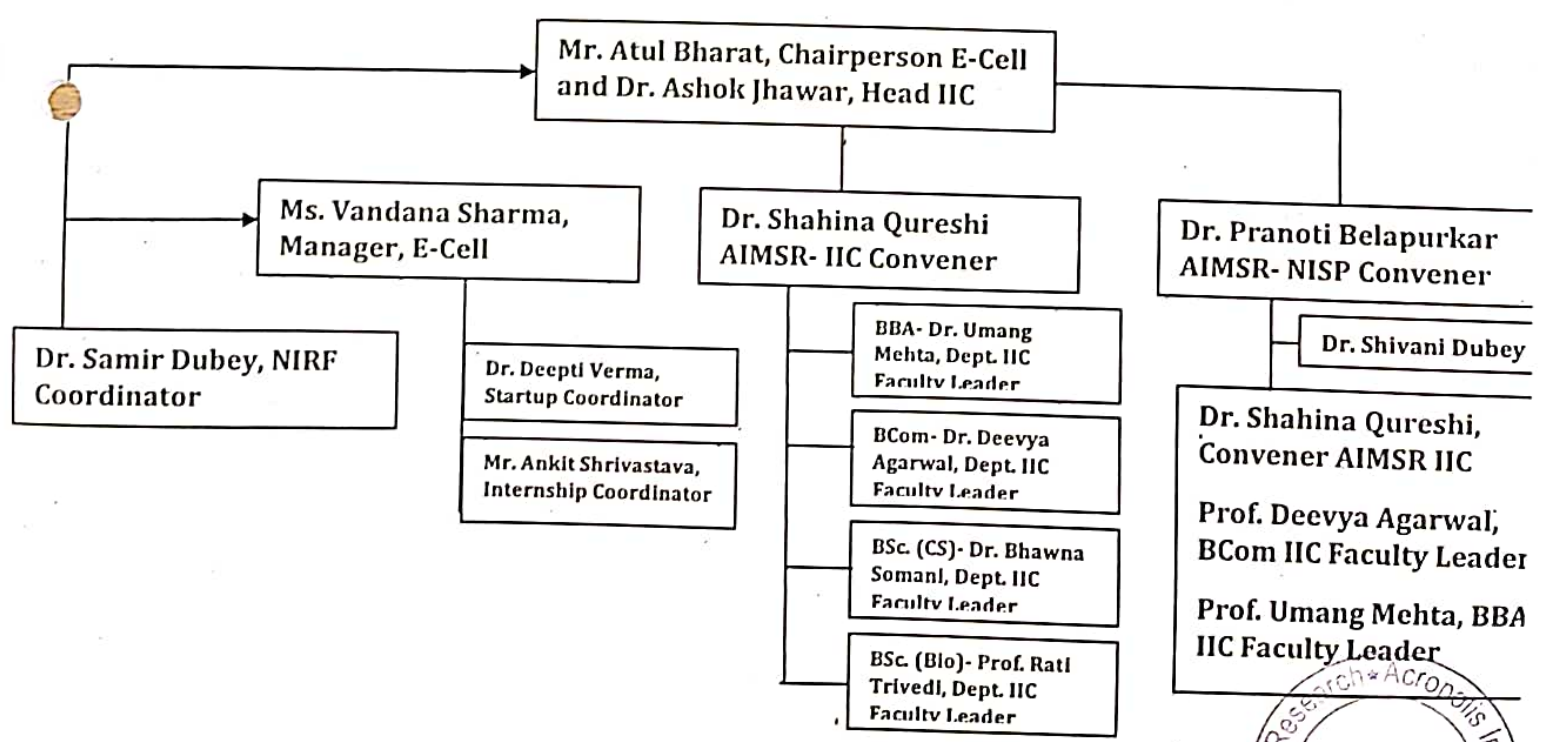 Mr. Atul Bharat, Chairperson E-Cell
and Dr. Ashok Jhawar, Head IIC
Ms. Vandana Sharma,
Manager, E-Cell
Dr. Shahina Qureshi
AIMSR- IIC Convener
Dr. Pranoti Belapurkar
AIMSR- NISP Convener
Dr. Samir Dubey, NIRF
Coordinator
Dr. Deepti Verma,
Startup Coordinator
Mr. Ankit Shrivastava,
Internship Coordinator
BBA- Dr. Umang
Mehta, Dept. IIC
Faculty Leader
BCom- Dr. Deevya
Agarwal, Dept. IIC
Faculty Leader
BSc. (CS)- Dr. Bhawna
Somani, Dept. IIC
Faculty Leader
BSc. (Bio)- Prof. Rati
Trivedi, Dept. IIC
Faculty Leader
Dr. Shivani Dubey
Dr. Shahina Qureshi,
Convener AIMSR IIC
Prof. Deevya Agarwal,
BCom IIC Faculty Leader
Prof. Umang Mehta, BBA
IIC Faculty Leader
Research * Acropolis